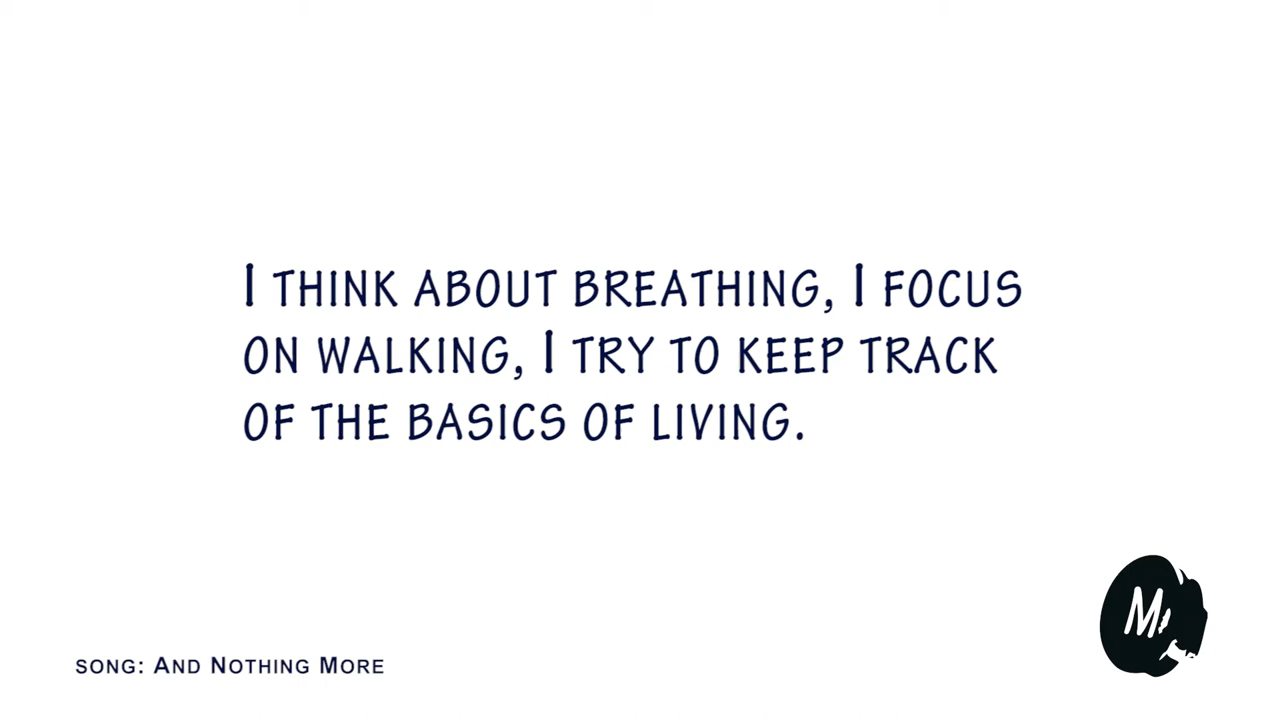 I THINK ABOUT BREATHING, I FOCUS
ON WALKING, I TRY TO KEEP TRACK
OF THE BASICS OF LIVING.
M
SONG: AND NOTHING MORE